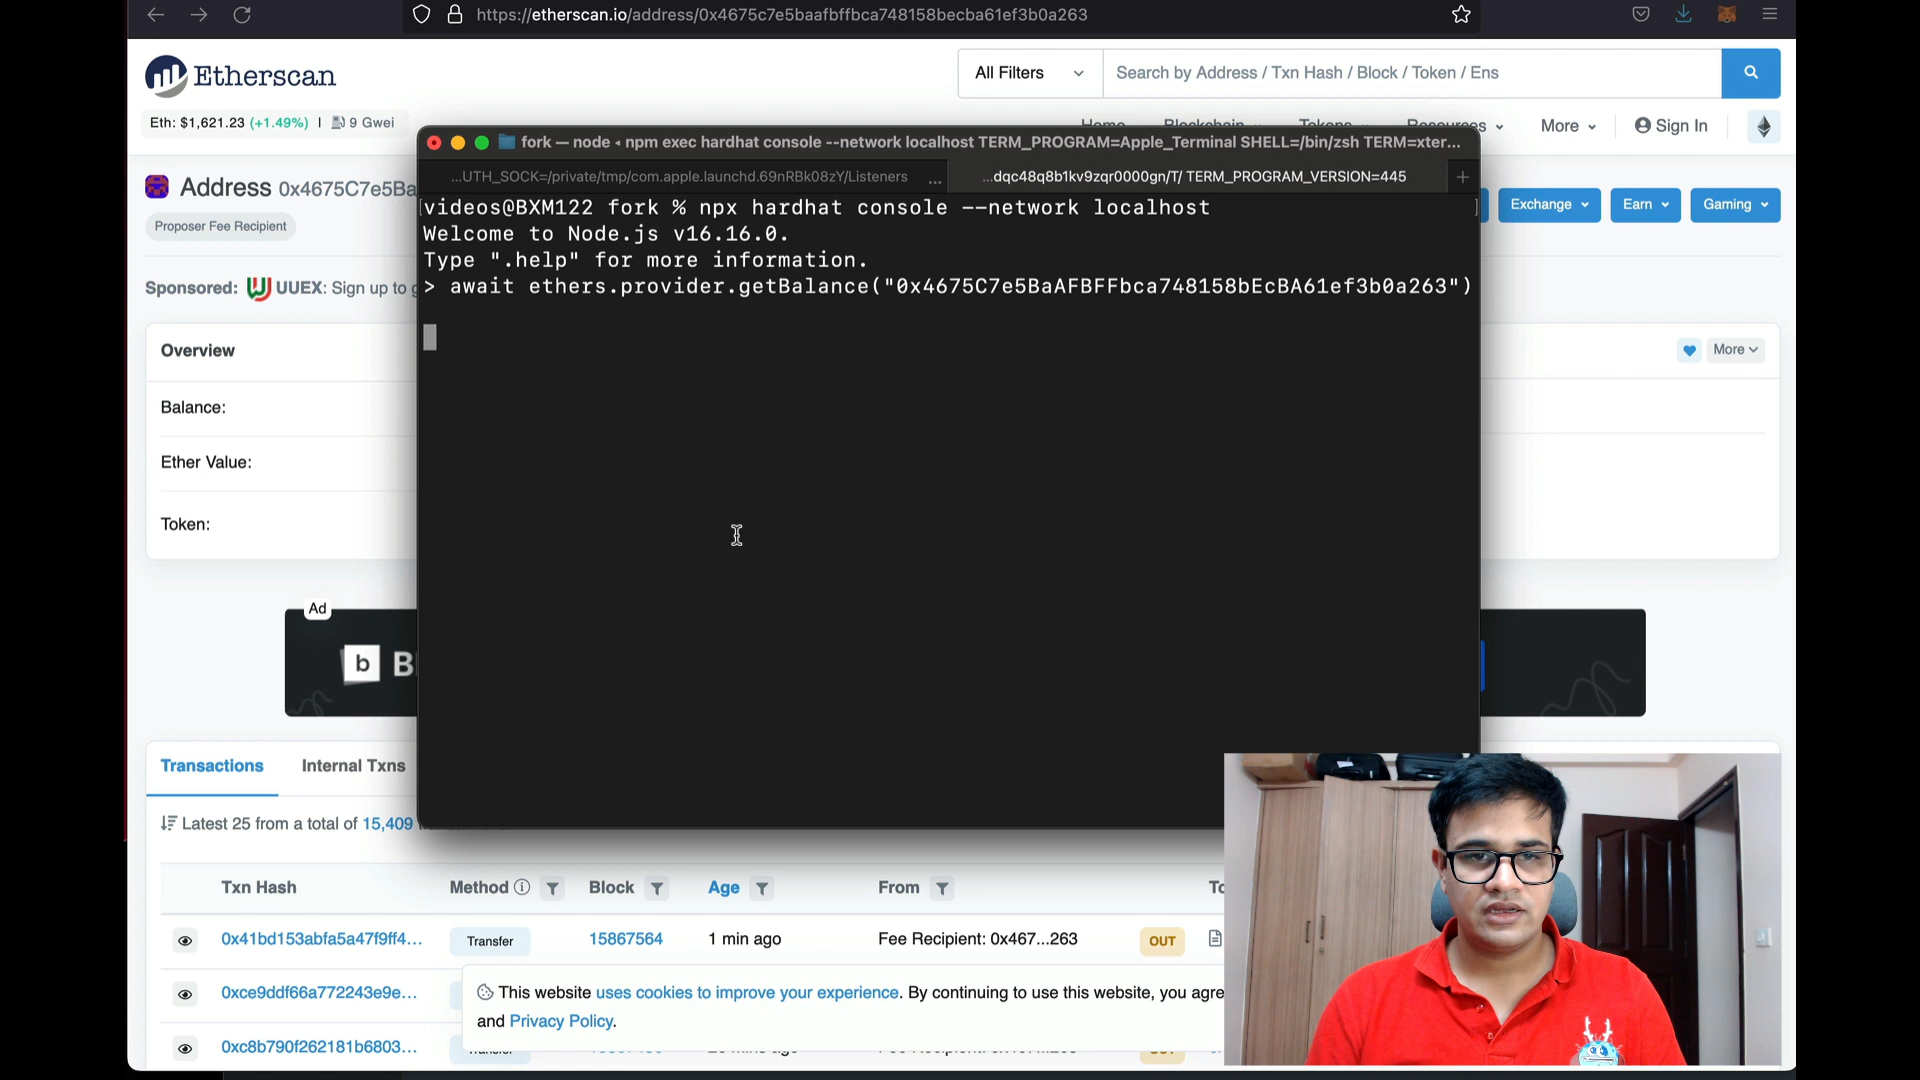 https://etherscan.io/address/0x4675c7e5baafbffbca748158becba61ef3b0a263
Etherscan
All Filters
Search by Address / Txn Hash / Block / Token / Ens
Eth: $1,621.23 (+1.49%) | 9 Gwei
Home Blockchain Tokens Resources More Sign In
fork — node ◂ npm exec hardhat console --network localhost TERM_PROGRAM=Apple_Terminal SHELL=/bin/zsh TERM=xter...
...UTH_SOCK=/private/tmp/com.apple.launchd.69nRBk08zY/Listeners ...
...dqc48q8b1kv9zqr0000gn/T/ TERM_PROGRAM_VERSION=445 +
Address 0x4675C7e5Ba
Exchange Earn Gaming
Proposer Fee Recipient
Sponsored: UUEX: Sign up to g
[videos@BXM122 fork % npx hardhat console --network localhost ]
Welcome to Node.js v16.16.0.
Type ".help" for more information.
> await ethers.provider.getBalance("0x4675C7e5BaAFBFFbca748158bEcBA61ef3b0a263")
Overview
More
Balance:
Ether Value:
Token:
Ad
b B
Transactions Internal Txns
Latest 25 from a total of 15,409
Txn Hash Method Block Age From To
0x41bd153abfa5a47f9ff4... Transfer 15867564 1 min ago Fee Recipient: 0x467...263 OUT
0xce9ddf66a772243e9e...
This website uses cookies to improve your experience. By continuing to use this website, you agre
and Privacy Policy.
0xc8b790f262181b6803...